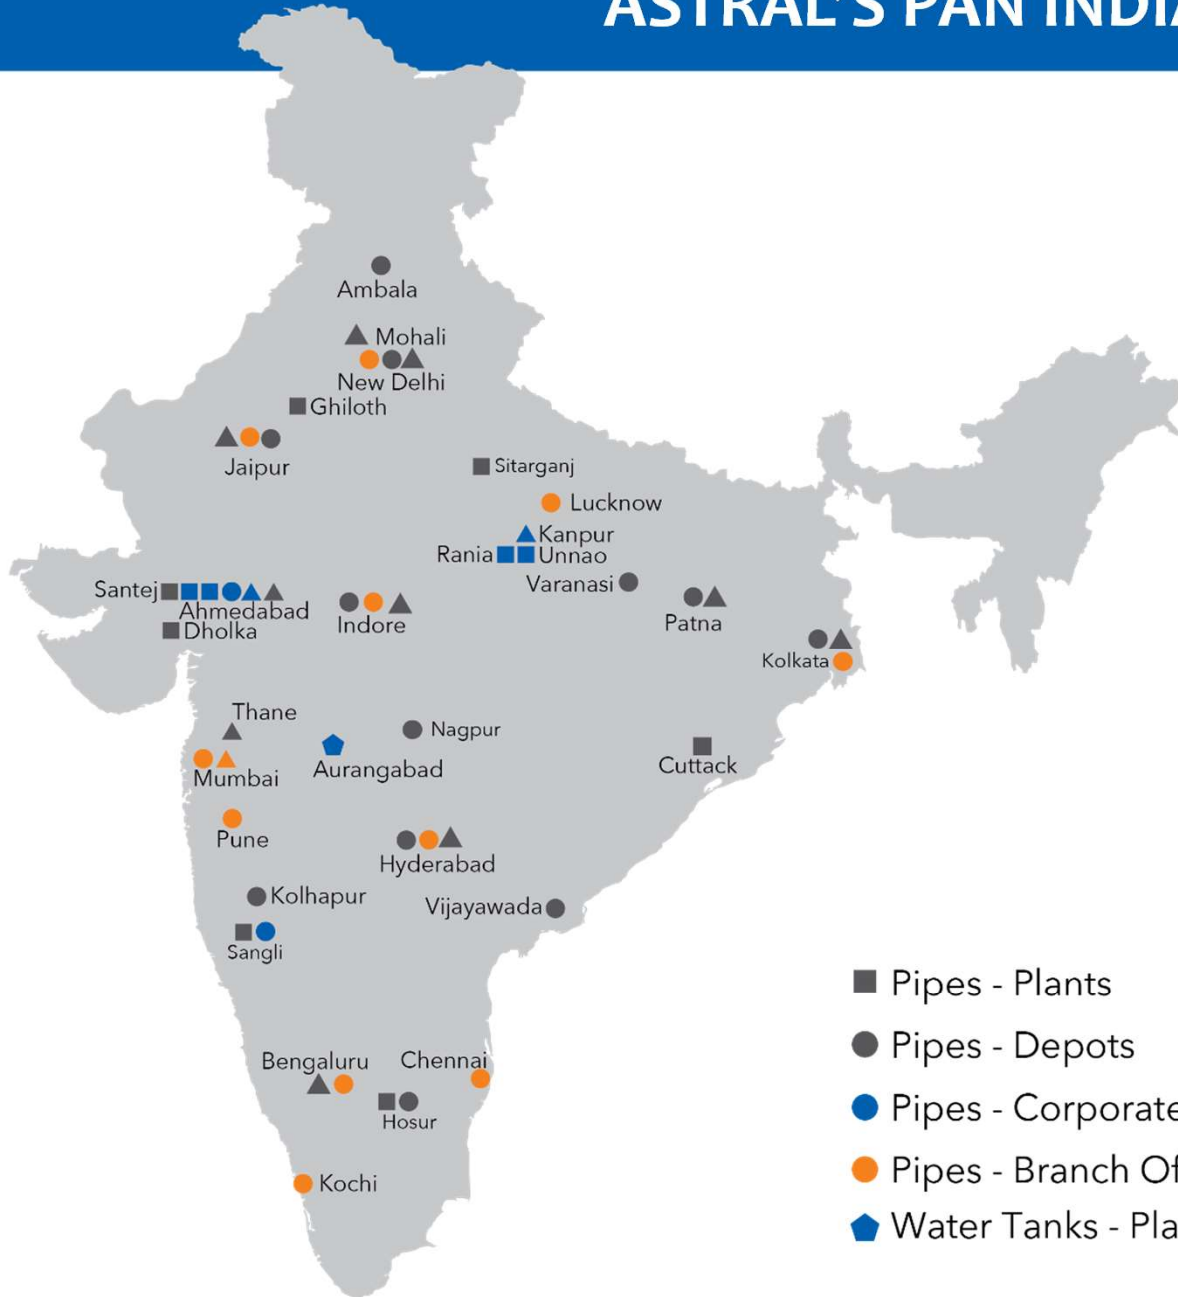 ASTRAL'S PAN INDIA
Ambala
Mohali
New Delhi
Ghiloth
Jaipur
Sitarganj
Lucknow
Kanpur
Rania
Unnao
Varanasi
Santej
Ahmedabad
Dholka
Indore
Patna
Kolkata
Thane
Nagpur
Mumbai
Aurangabad
Cuttack
Pune
Hyderabad
Kolhapur
Vijayawada
Sangli
Pipes - Plants
Pipes - Depots
Bengaluru
Chennai
Hosur
Pipes - Corporate
Pipes - Branch Of
Kochi
Water Tanks - Pla